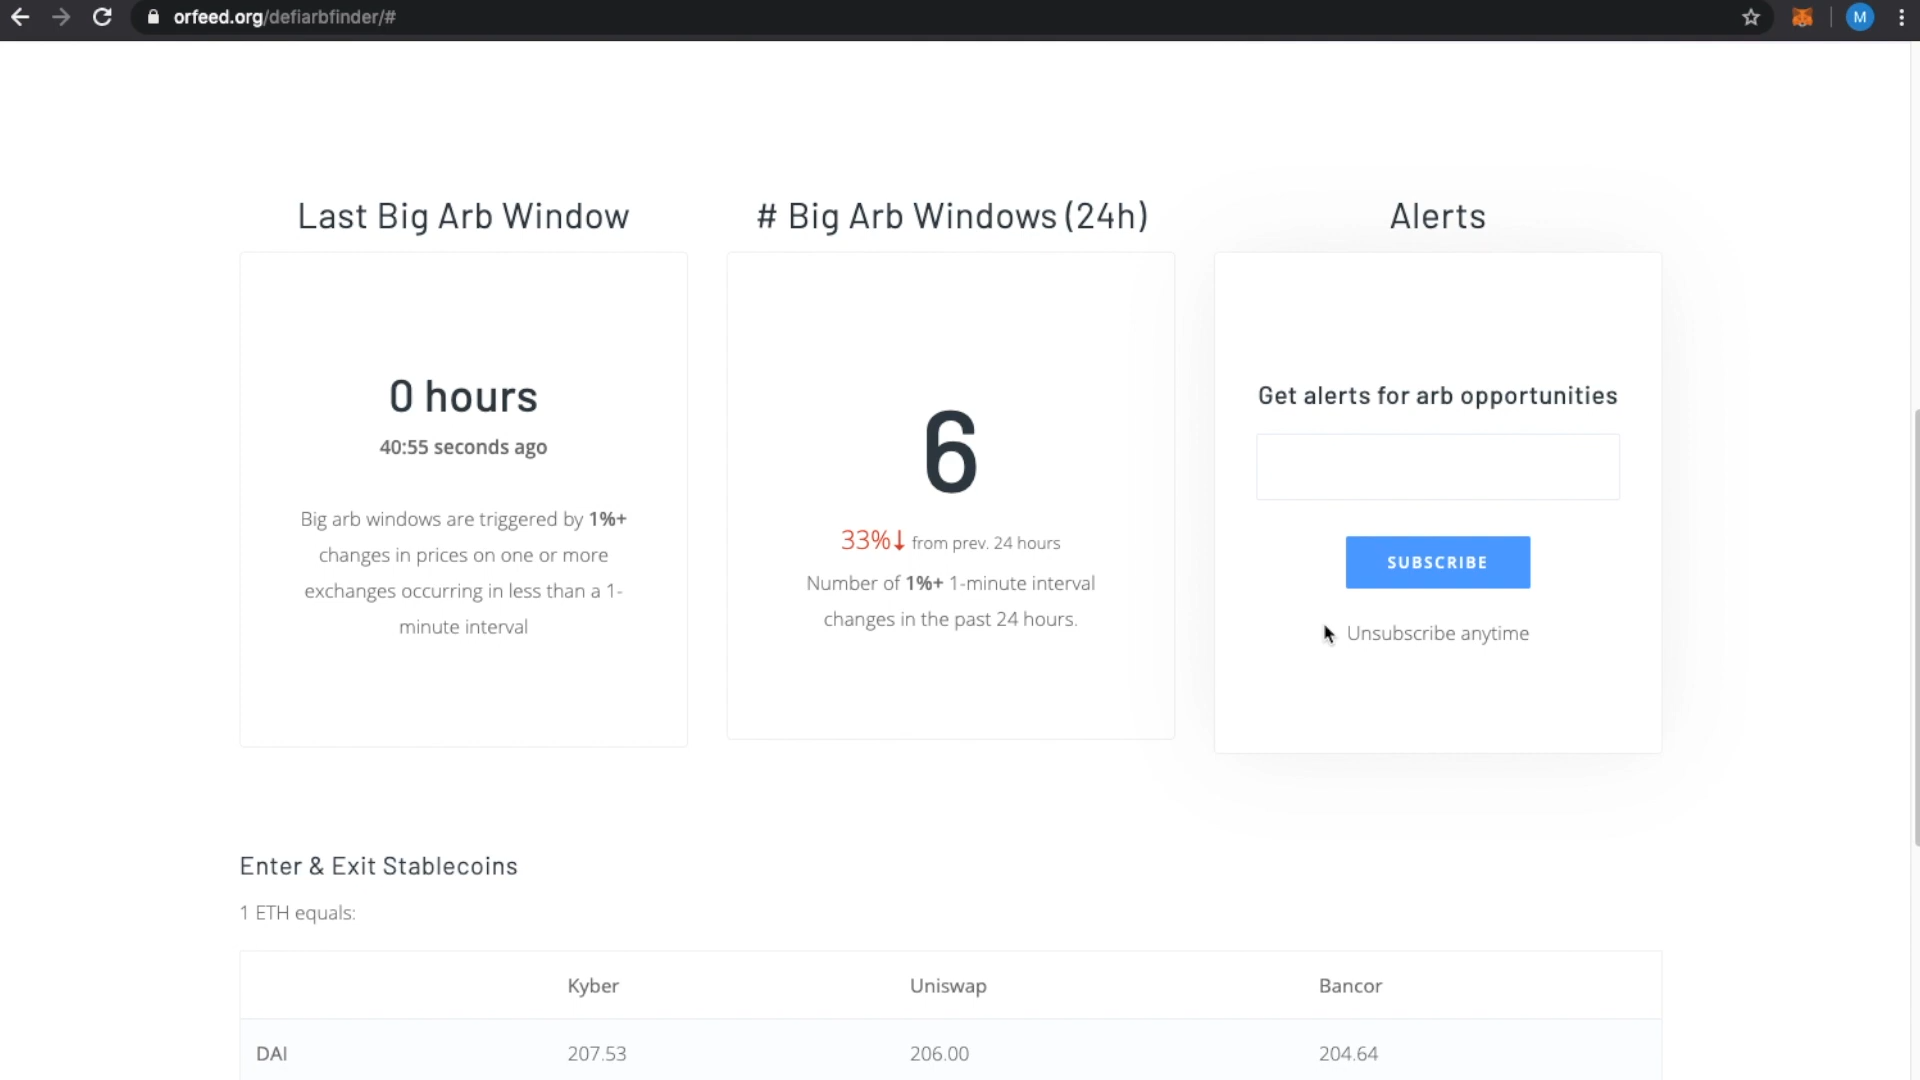 orfeed.org/defiarbfinder/#
M
Last Big Arb Window
# Big Arb Windows (24h)
Alerts
0 hours
40:55 seconds ago
Big arb windows are triggered by 1%+
changes in prices on one or more
exchanges occurring in less than a 1-
minute interval
6
33%↓ from prev. 24 hours
Number of 1%+ 1-minute interval
changes in the past 24 hours.
Get alerts for arb opportunities
SUBSCRIBE
Unsubscribe anytime
Enter & Exit Stablecoins
1 ETH equals:
Kyber Uniswap Bancor
DAI 207.53 206.00 204.64